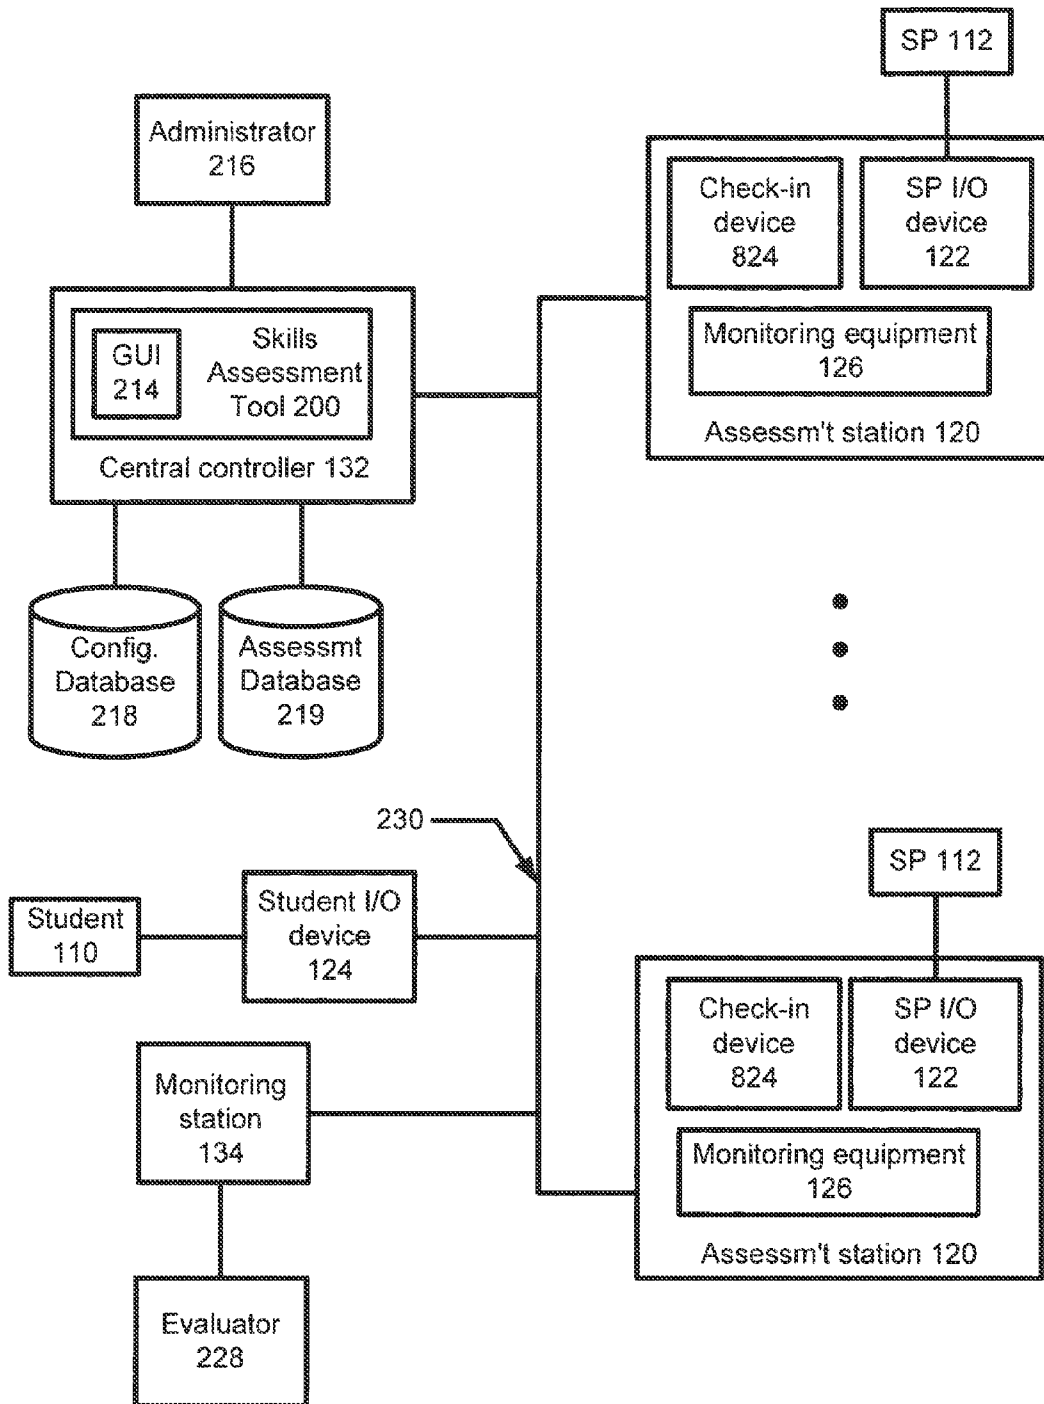 SP 112
Administrator
216
Check-in
device
824
SP I/O
device
122
GUI
214
Skills
Assessment
Tool 200
Monitoring equipment
126
Assessm't station 120
Central controller 132
Config.
Database
218
Assessmt
Database
219
230
SP 112
Student
110
Student I/O
device
124
Check-in
device
824
SP I/O
device
122
Monitoring
station
134
Monitoring equipment
126
Assessm't station 120
Evaluator
228